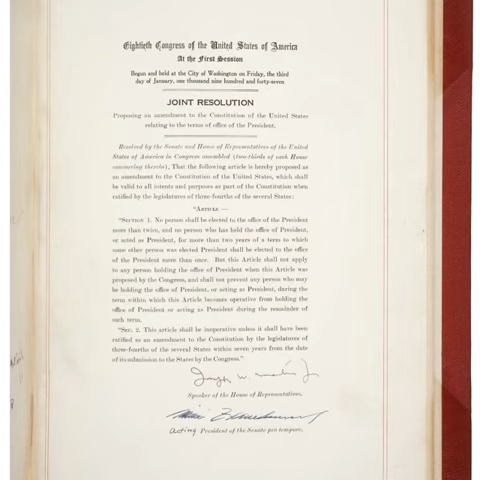 Eightieth Congress of the United States of America
At the First Session
Begun and held at the City of Washington on Friday, the third
day of January, one thousand nine hundred and forty-seven
JOINT RESOLUTION
Proposing an amendment to the Constitution of the United States
relating to the terms of office of the President.
Resolved by the Senate and House of Representatives of the United
States of America in Congress assembled (two-thirds of each House
concurring therein), That the following article is hereby proposed as
an amendment to the Constitution of the United States, which shall
be valid to all intents and purposes as part of the Constitution when
ratified by the legislatures of three-fourths of the several States:
"ARTICLE —
"SECTION 1. No person shall be elected to the office of the President
more than twice, and no person who has held the office of President,
or acted as President, for more than two years of a term to which
some other person was elected President shall be elected to the office
of the President more than once. But this Article shall not apply
to any person holding the office of President when this Article was
proposed by the Congress, and shall not prevent any person who may
be holding the office of President, or acting as President, during the
term within which this Article becomes operative from holding the
office of President or acting as President during the remainder of
such term.
"SEC. 2. This article shall be inoperative unless it shall have been
ratified as an amendment to the Constitution by the legislatures of
three-fourths of the several States within seven years from the date
of its submission to the States by the Congress."
Joseph W. Martin Jr
Speaker of the House of Representatives.
acting President of the Senate pro tempore.